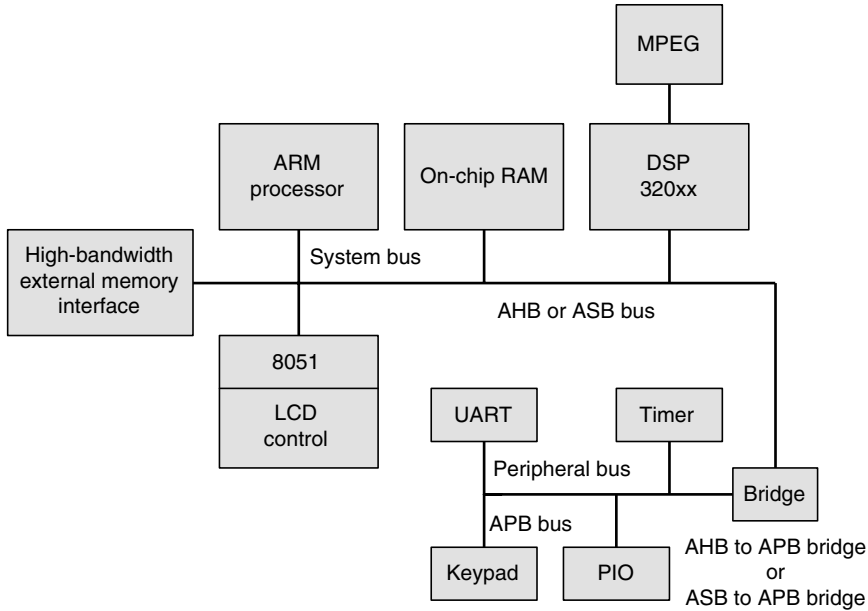 MPEG
ARM
processor
On-chip RAM
DSP
320xx
High-bandwidth
external memory
interface
System bus
AHB or ASB bus
8051
LCD
control
UART
Timer
Peripheral bus
Bridge
APB bus
Keypad
PIO
AHB to APB bridge
or
ASB to APB bridge